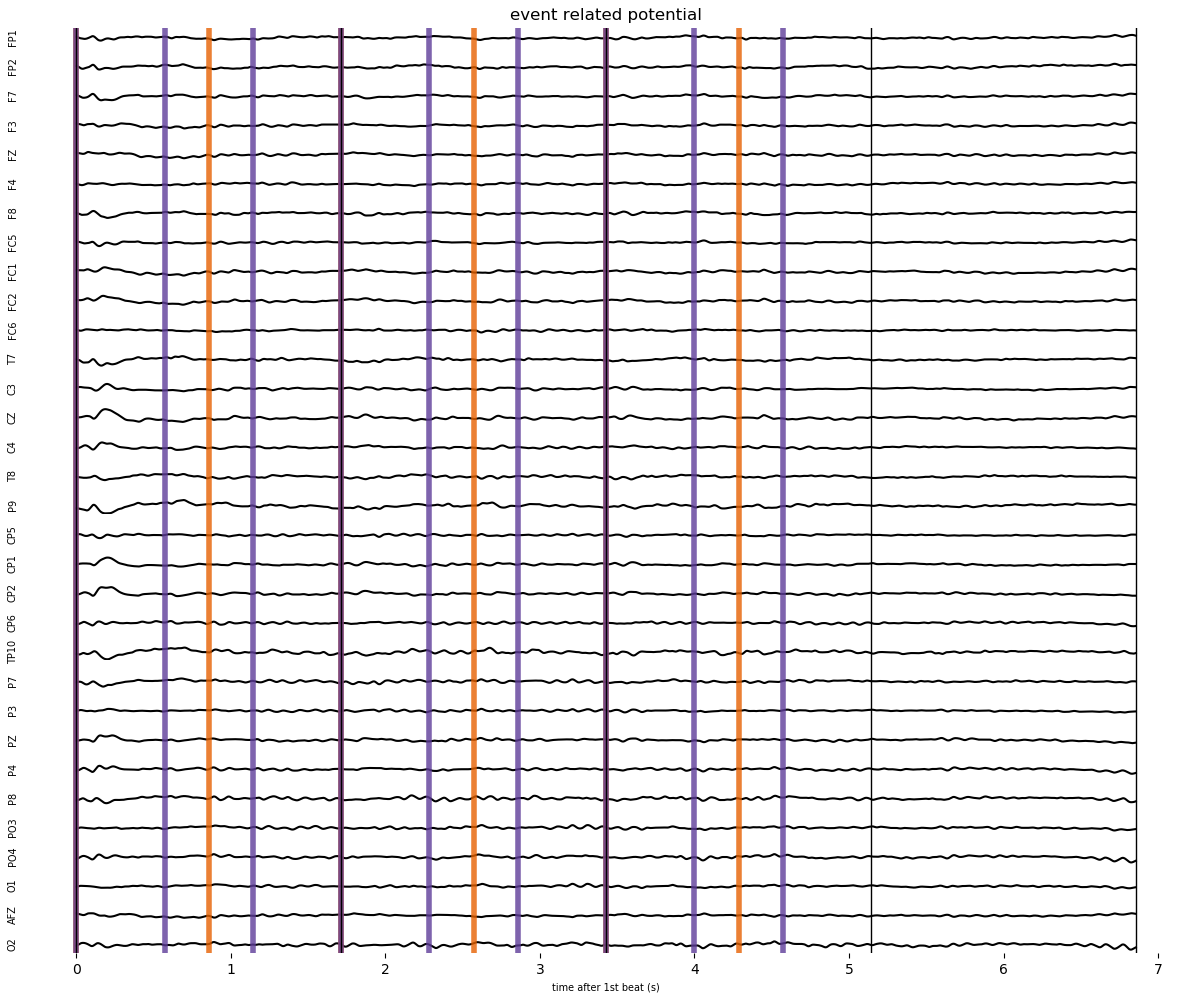 event related potential
FP1
FP2
F7
F3
FZ
F4
F8
FC5
FC1
FC2
FC6
T7
C3
CZ
C4
T8
P9
CP5
CP1
CP2
CP6
TP10
P7
P3
PZ
P4
P8
PO3
PO4
O1
AFZ
O2
0 1 2 3 4 5 6 7
time after 1st beat (s)